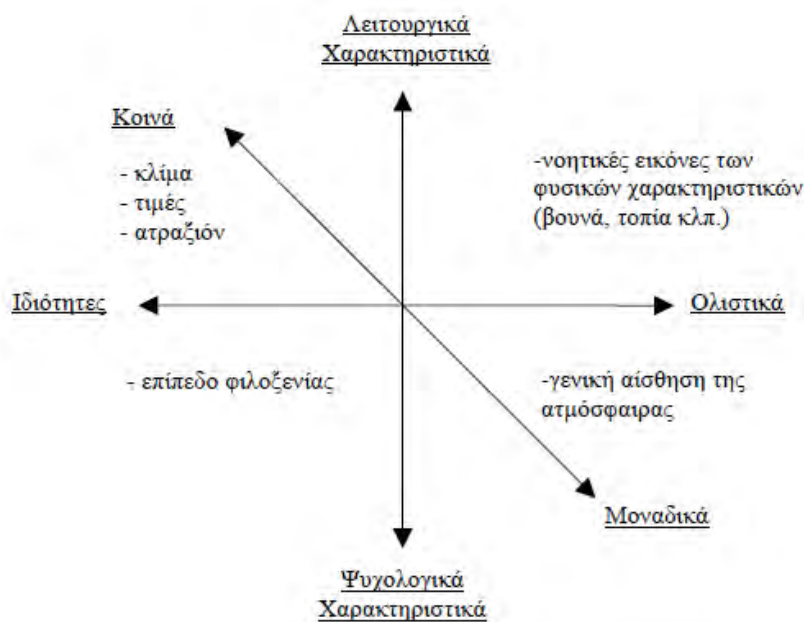 Λειτουργικά
Χαρακτηριστικά
Κοινά
- κλίμα
- τιμές
- ατραξιόν
-νοητικές εικόνες των
φυσικών χαρακτηριστικών
(βουνά, τοπία κλπ.)
Ιδιότητες
Ολιστικά
- επίπεδο φιλοξενίας
-γενική αίσθηση της
ατμόσφαιρας
Μοναδικά
Ψυχολογικά
Χαρακτηριστικά